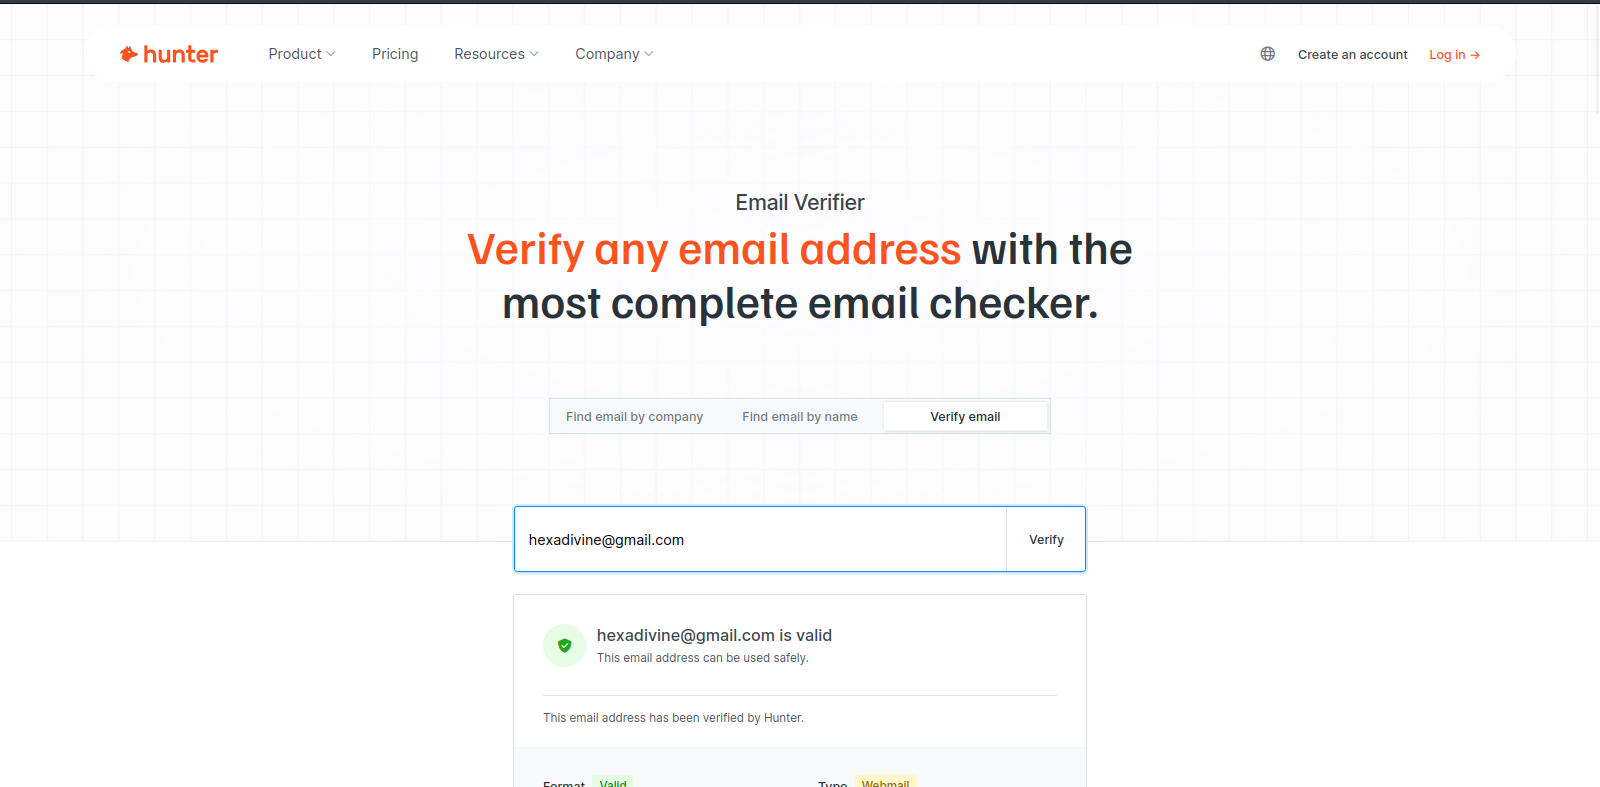 hunter Product Pricing Resources Company Create an account Log in →
Email Verifier
Verify any email address with the
most complete email checker.
Find email by company Find email by name Verify email
hexadivine@gmail.com Verify
hexadivine@gmail.com is valid
This email address can be used safely.
This email address has been verified by Hunter.
Format Valid Type Webmail